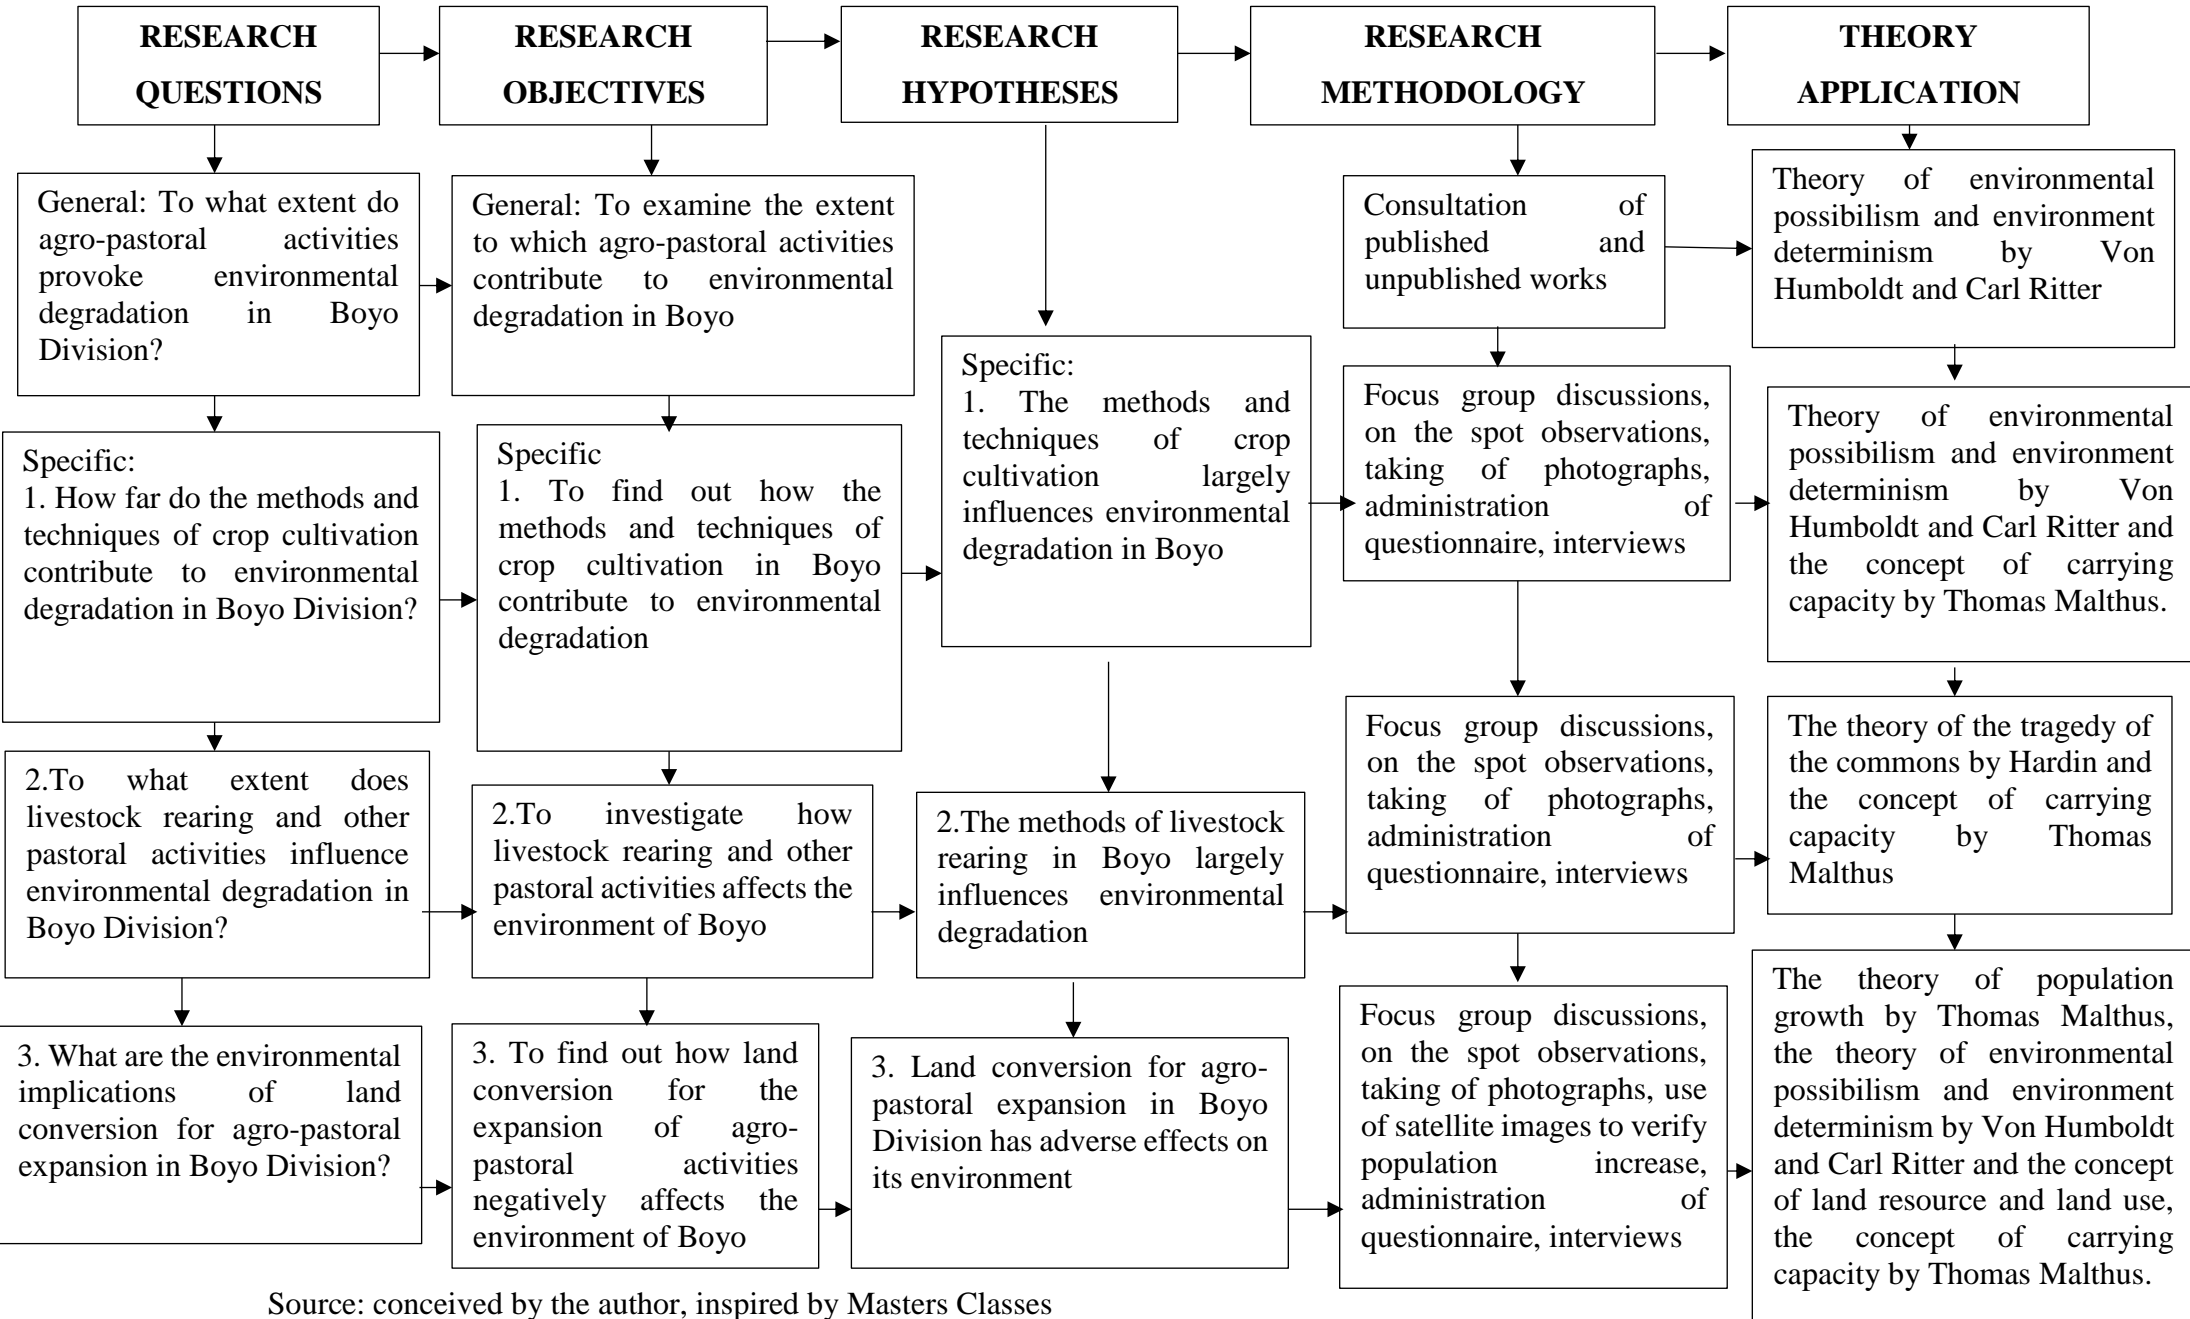 RESEARCH
QUESTIONS
RESEARCH
OBJECTIVES
RESEARCH
HYPOTHESES
RESEARCH
METHODOLOGY
THEORY
APPLICATION
General: To what extent do
agro-pastoral activities
provoke environmental
degradation in Boyo
Division?
General: To examine the extent
to which agro-pastoral activities
contribute to environmental
degradation in Boyo
Consultation of
published and
unpublished works
Theory of environmental
possibilism and environment
determinism by Von
Humboldt and Carl Ritter
Specific:
1. How far do the methods and
techniques of crop cultivation
contribute to environmental
degradation in Boyo Division?
Specific
1. To find out how the
methods and techniques of
crop cultivation in Boyo
contribute to environmental
degradation
Specific:
1. The methods and
techniques of crop
cultivation largely
influences environmental
degradation in Boyo
Focus group discussions,
on the spot observations,
taking of photographs,
administration of
questionnaire, interviews
Theory of environmental
possibilism and environment
determinism by Von
Humboldt and Carl Ritter and
the concept of carrying
capacity by Thomas Malthus.
2.To what extent does
livestock rearing and other
pastoral activities influence
environmental degradation in
Boyo Division?
2.To investigate how
livestock rearing and other
pastoral activities affects the
environment of Boyo
2.The methods of livestock
rearing in Boyo largely
influences environmental
degradation
Focus group discussions,
on the spot observations,
taking of photographs,
administration of
questionnaire, interviews
The theory of the tragedy of
the commons by Hardin and
the concept of carrying
capacity by Thomas
Malthus
3. What are the environmental
implications of land
conversion for agro-pastoral
expansion in Boyo Division?
3. To find out how land
conversion for the
expansion of agro-
pastoral activities
negatively affects the
environment of Boyo
3. Land conversion for agro-
pastoral expansion in Boyo
Division has adverse effects on
its environment
Focus group discussions,
on the spot observations,
taking of photographs, use
of satellite images to verify
population increase,
administration of
questionnaire, interviews
The theory of population
growth by Thomas Malthus,
the theory of environmental
possibilism and environment
determinism by Von Humboldt
and Carl Ritter and the concept
of land resource and land use,
the concept of carrying
capacity by Thomas Malthus.
Source: conceived by the author, inspired by Masters Classes